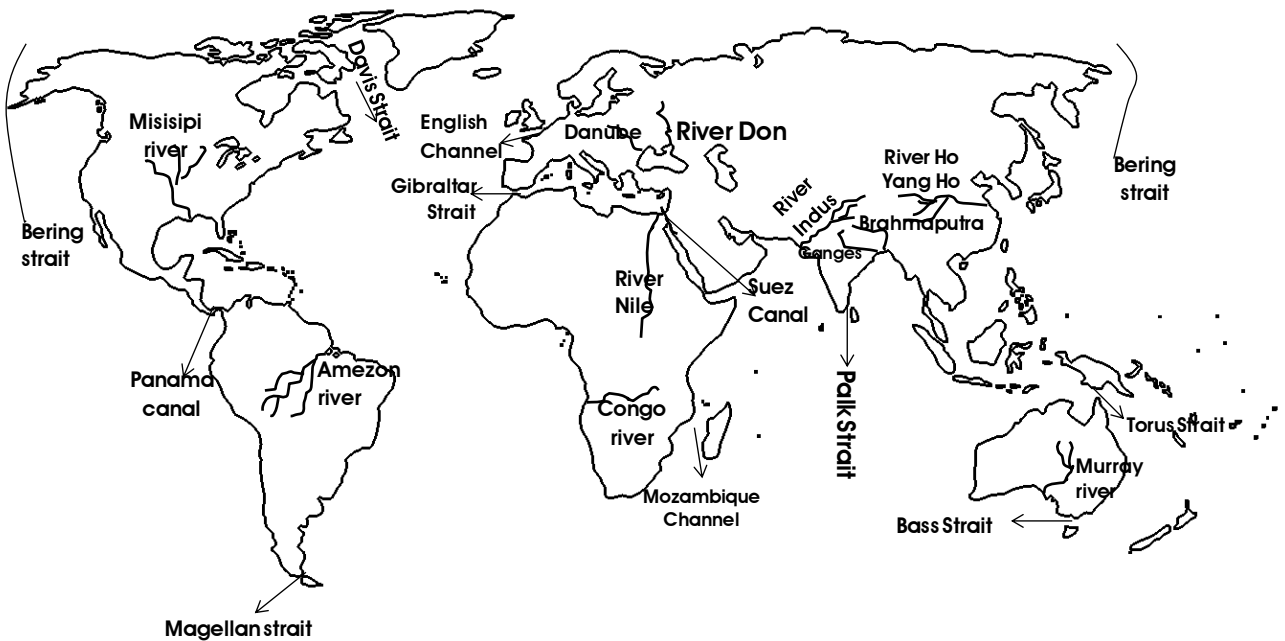 Davis Strait
Misisipi
river
English
Channel
Danube
River Don
River Ho
Yang Ho
Bering
strait
Gibraltar
Strait
River
Indus
Brahmaputra
Bering
strait
Ganges
River
Nile
Suez
Canal
Panama
canal
Amezon
river
Palk Strait
Congo
river
Torus Strait
Murray
river
Mozambique
Channel
Bass Strait
Magellan strait